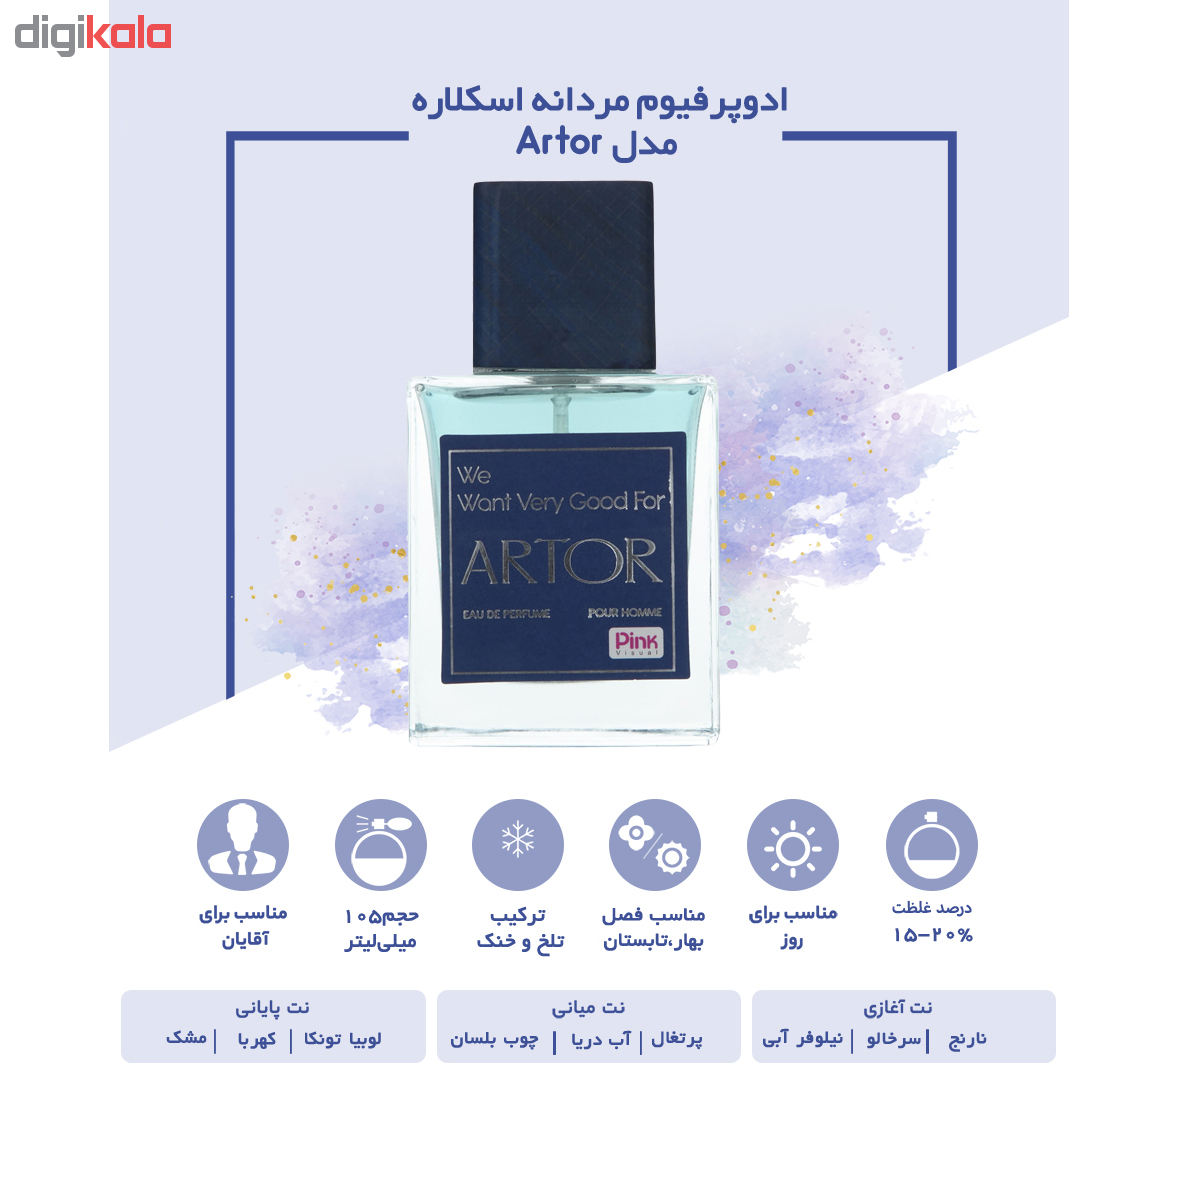 digikala
ادوپرفیوم مردانه اسکلاره
مدل Artor
We
Want Very Good For
ARTOR
EAU DE PERFUME POUR HOMME
Pink
Visual
درصد غلظت
۱۵-۲۰%
مناسب برای
روز
مناسب فصل
بهار،تابستان
ترکیب
تلخ و خنک
حجم۱۰۵
میلی‌لیتر
مناسب برای
آقایان
نت آغازی
نارنج | سرخالو | نیلوفر آبی
نت میانی
پرتغال | آب دریا | چوب بلسان
نت پایانی
لوبیا تونکا | کهربا | مشک